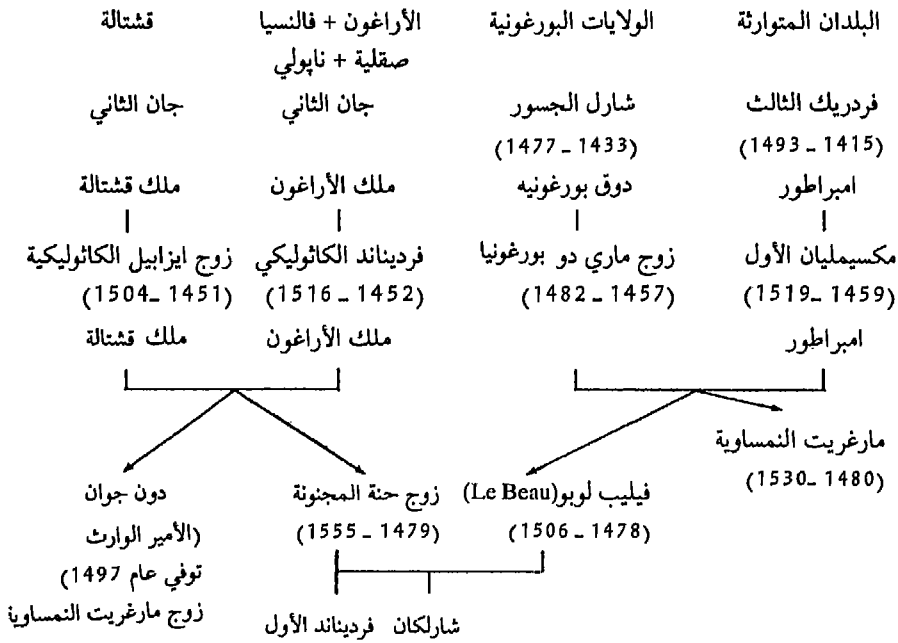 البلدان المتوارثة الولايات البورغونية الأراغون + فالنسيا قشتالة
صقلية + ناپولي
فردريك الثالث شارل الجسور جان الثاني جان الثاني
(1415 _ 1493) (1433 _ 1477)
امبراطور دوق بورغونيه ملك الأراغون ملك قشتالة
مكسيمليان الأول زوج ماري دو بورغونيا فرديناند الكاثوليكي زوج ايزابيل الكاثوليكية
(1459 _1519) (1457 _ 1482) (1452 _ 1516) (1451 _ 1504)
امبراطور ملك الأراغون ملك قشتالة
مارغريت النمساوية
(1480 _ 1530)
فيليب لوبو(Le Beau) زوج حنة المجنونة دون جوان
(1478 _ 1506) (1479 _ 1555) (الأمير الوارث
توفي عام 1497)
زوج مارغريت النمساوية
شارلكان فرديناند الأول